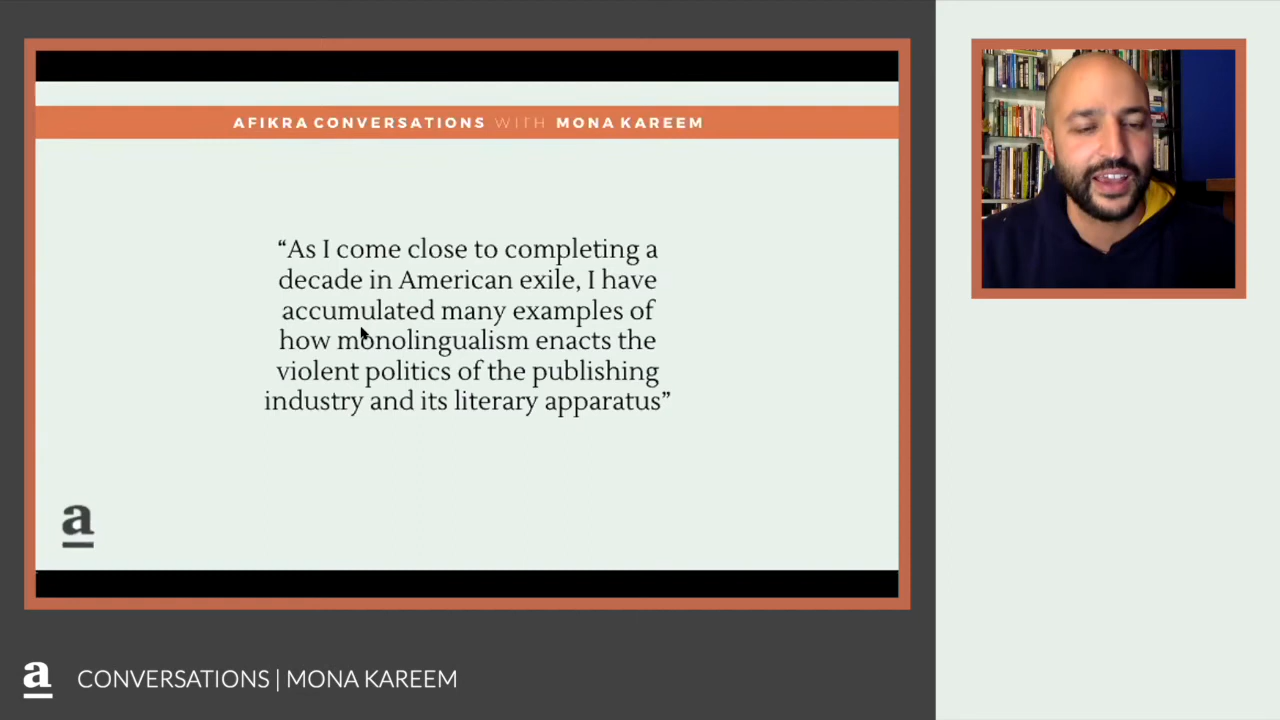 AFIKRA CONVERSATIONS WITH MONA KAREEM
“As I come close to completing a
decade in American exile, I have
accumulated many examples of
how monolingualism enacts the
violent politics of the publishing
industry and its literary apparatus”
a
a CONVERSATIONS | MONA KAREEM